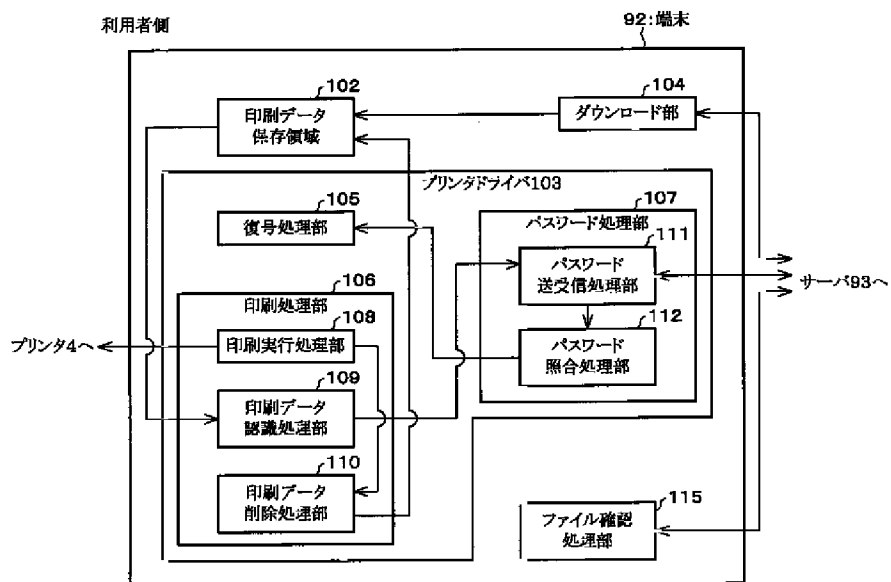 利用者側
92:端末
102
印刷データ
保存領域
104
ダウンロード部
プリンタドライバ103
105
復号処理部
107
パスワード処理部
111
パスワード
送受信処理部
サーバ93へ
106
印刷処理部
108
印刷実行処理部
プリンタ4へ
112
パスワード
照合処理部
109
印刷データ
認識処理部
110
印刷データ
削除処理部
115
ファイル確認
処理部